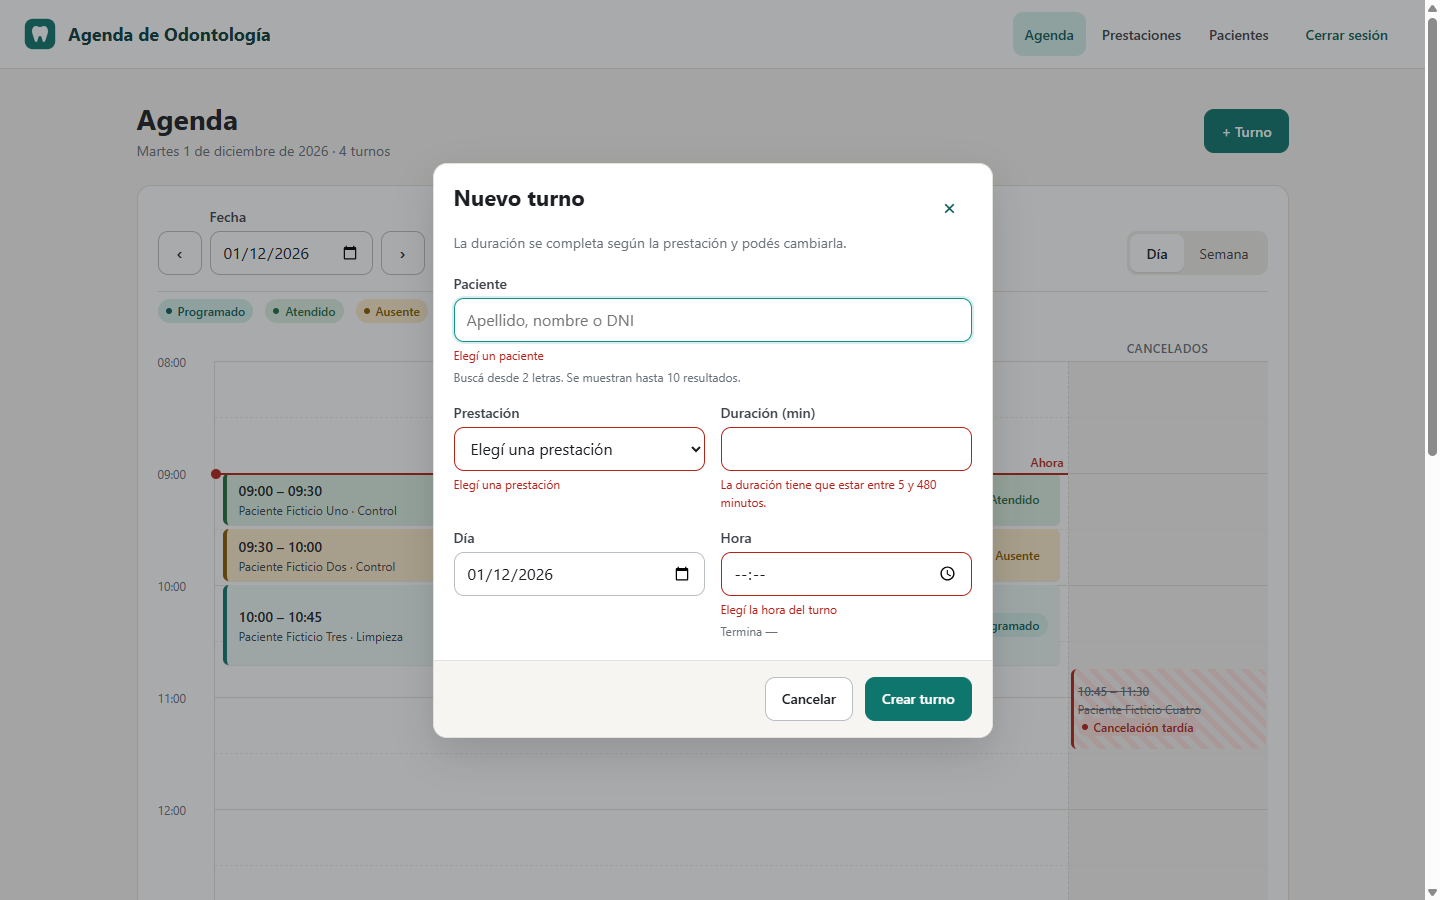 Agenda de Odontología
Agenda
Prestaciones
Pacientes
Cerrar sesión
Agenda
Martes 1 de diciembre de 2026 · 4 turnos
+ Turno
Fecha
‹
01/12/2026
›
Día
Semana
Programado
Atendido
Ausente
CANCELADOS
08:00
09:00
Ahora
09:00 – 09:30
Paciente Ficticio Uno · Control
Atendido
09:30 – 10:00
Paciente Ficticio Dos · Control
Ausente
10:00
10:00 – 10:45
Paciente Ficticio Tres · Limpieza
gramado
11:00
10:45 – 11:30
Paciente Ficticio Cuatro
Cancelación tardía
12:00
Nuevo turno
×
La duración se completa según la prestación y podés cambiarla.
Paciente
Apellido, nombre o DNI
Elegí un paciente
Buscá desde 2 letras. Se muestran hasta 10 resultados.
Prestación
Elegí una prestación
Elegí una prestación
Duración (min)
La duración tiene que estar entre 5 y 480
minutos.
Día
01/12/2026
Hora
--:--
Elegí la hora del turno
Termina —
Cancelar
Crear turno